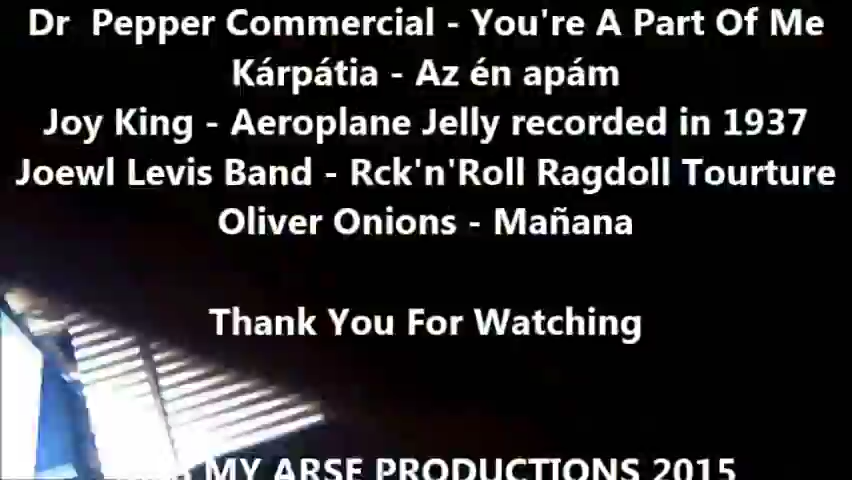 Dr  Pepper Commercial - You're A Part Of Me
Kárpátia - Az én apám
Joy King - Aeroplane Jelly recorded in 1937
Joewl Levis Band - Rck'n'Roll Ragdoll Tourture
Oliver Onions - Mañana
Thank You For Watching
MY ARSE PRODUCTIONS 2015